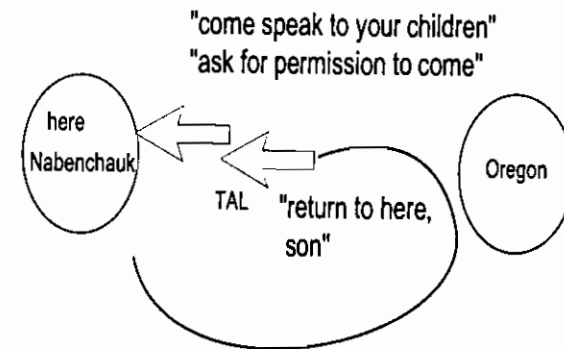 "come speak to your children"
"ask for permission to come"
here
Nabenchauk
Oregon
TAL
"return to here,
son"